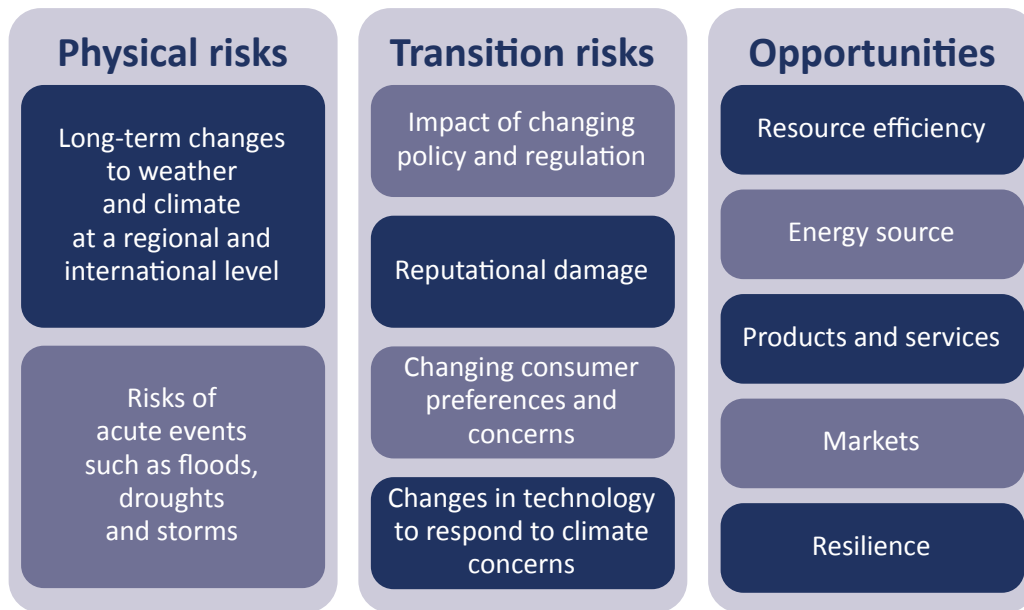 Physical risks
Long-term changes
to weather
and climate
at a regional and
international level
Risks of
acute events
such as floods,
droughts
and storms
Transition risks
Impact of changing
policy and regulation
Reputational damage
Changing consumer
preferences and
concerns
Changes in technology
to respond to climate
concerns
Opportunities
Resource efficiency
Energy source
Products and services
Markets
Resilience